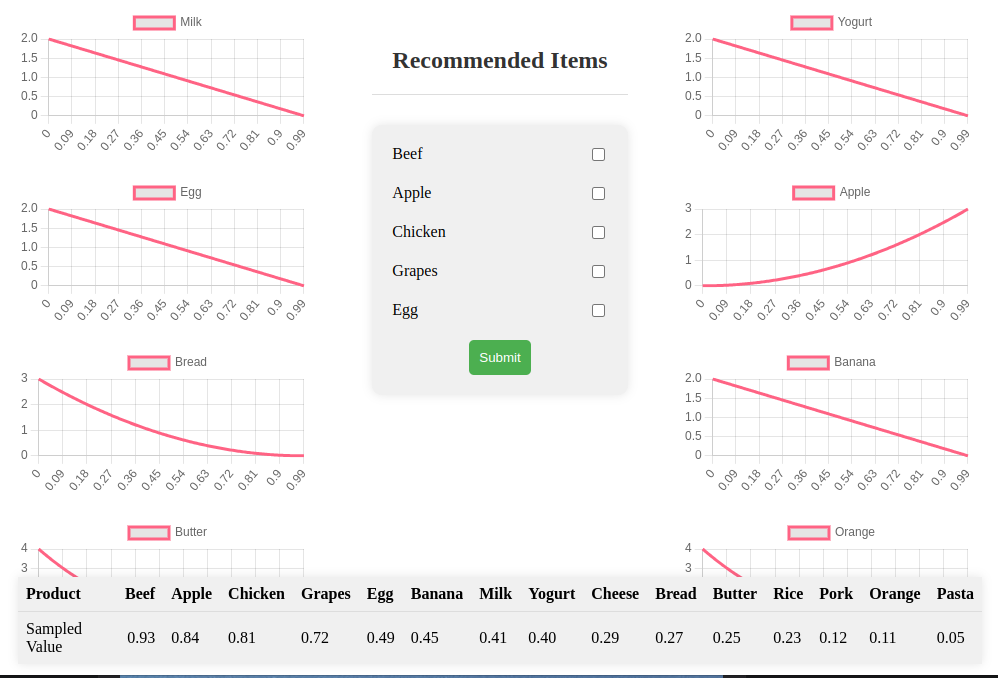 Milk
2.0
1.5
1.0
0.5
0
0 0.09 0.18 0.27 0.36 0.45 0.54 0.63 0.72 0.81 0.9 0.99
Egg
2.0
1.5
1.0
0.5
0
0 0.09 0.18 0.27 0.36 0.45 0.54 0.63 0.72 0.81 0.9 0.99
Bread
3
2
1
0
0 0.09 0.18 0.27 0.36 0.45 0.54 0.63 0.72 0.81 0.9 0.99
Butter
4
3
Recommended Items
Beef
Apple
Chicken
Grapes
Egg
Submit
Yogurt
2.0
1.5
1.0
0.5
0
0 0.09 0.18 0.27 0.36 0.45 0.54 0.63 0.72 0.81 0.9 0.99
Apple
3
2
1
0
0 0.09 0.18 0.27 0.36 0.45 0.54 0.63 0.72 0.81 0.9 0.99
Banana
2.0
1.5
1.0
0.5
0
0 0.09 0.18 0.27 0.36 0.45 0.54 0.63 0.72 0.81 0.9 0.99
Orange
4
3
Product Beef Apple Chicken Grapes Egg Banana Milk Yogurt Cheese Bread Butter Rice Pork Orange Pasta
Sampled
Value 0.93 0.84 0.81 0.72 0.49 0.45 0.41 0.40 0.29 0.27 0.25 0.23 0.12 0.11 0.05